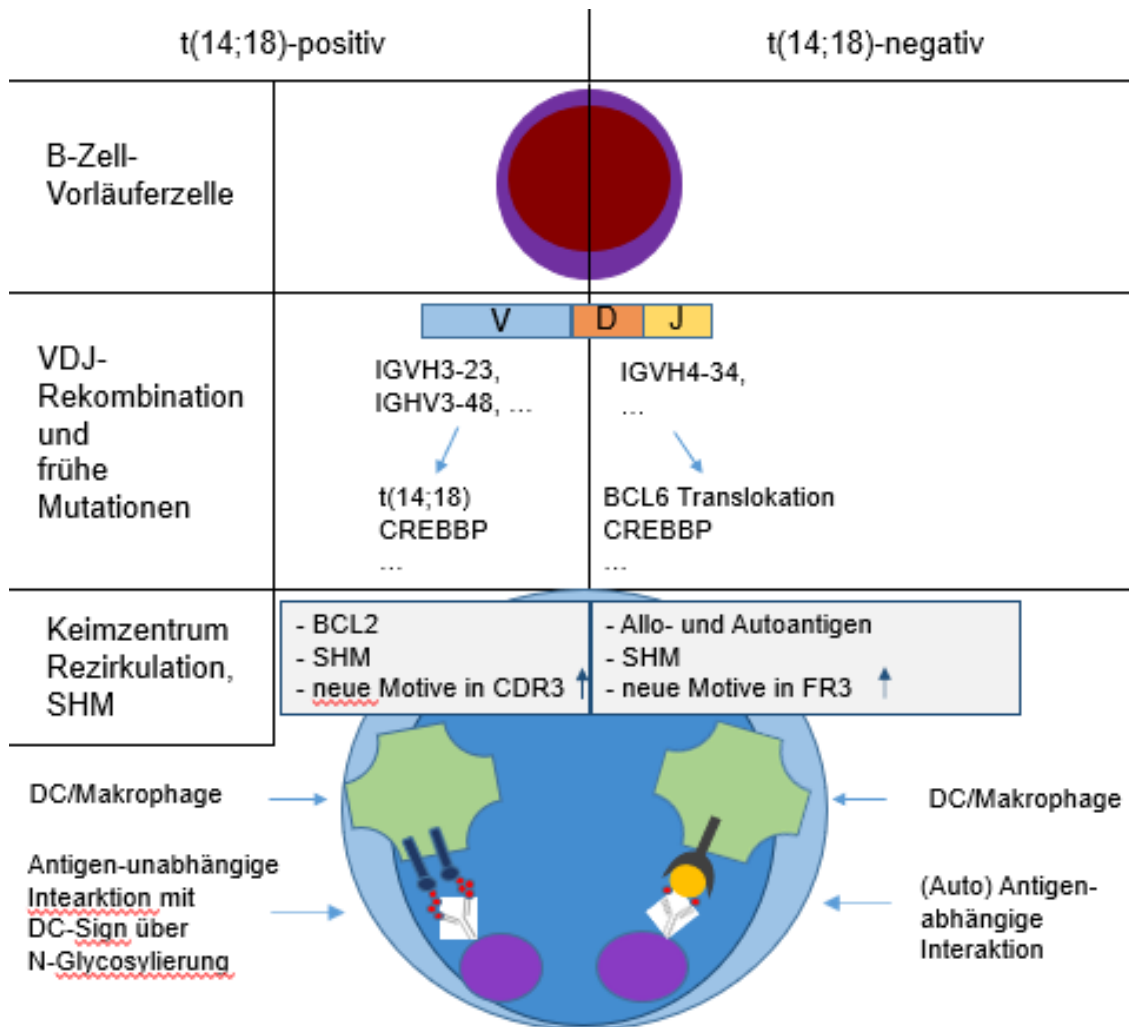 t(14;18)-positiv
t(14;18)-negativ
B-Zell-
Vorläuferzelle
VDJ-
Rekombination
und
frühe
Mutationen
V
D
J
IGVH3-23,
IGHV3-48, …
IGVH4-34,
…
t(14;18)
CREBBP
…
BCL6 Translokation
CREBBP
…
Keimzentrum
Rezirkulation,
SHM
- BCL2
- SHM
- neue Motive in CDR3
- Allo- und Autoantigen
- SHM
- neue Motive in FR3
DC/Makrophage
DC/Makrophage
Antigen-unabhängige
Intearktion mit
DC-Sign über
N-Glycosylierung
(Auto) Antigen-
abhängige
Interaktion